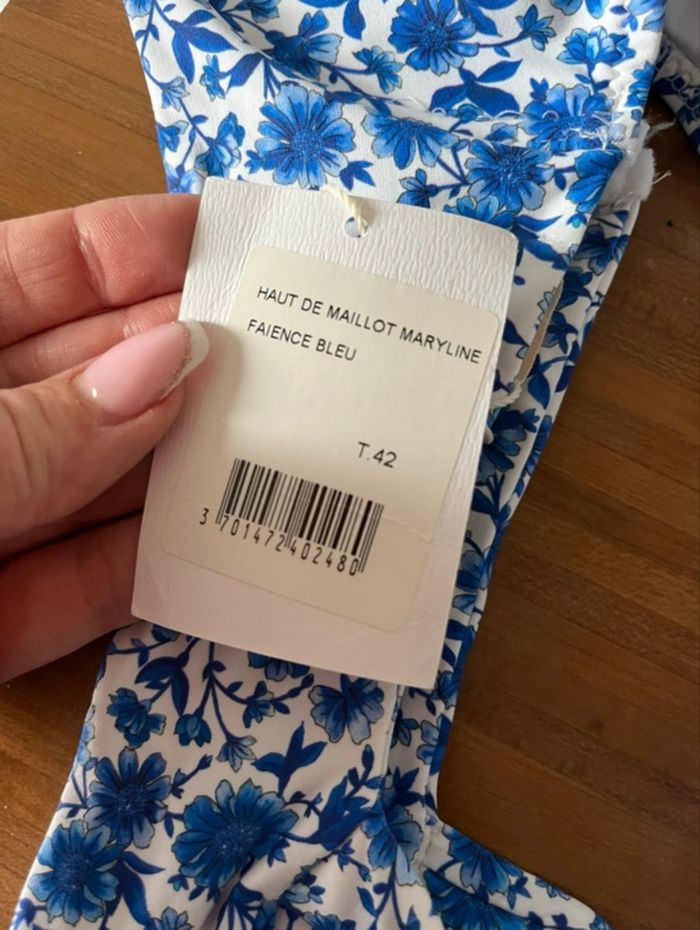 HAUT DE MAILLOT MARYLINE
FAIENCE BLEU
T.42
3 701472 402480